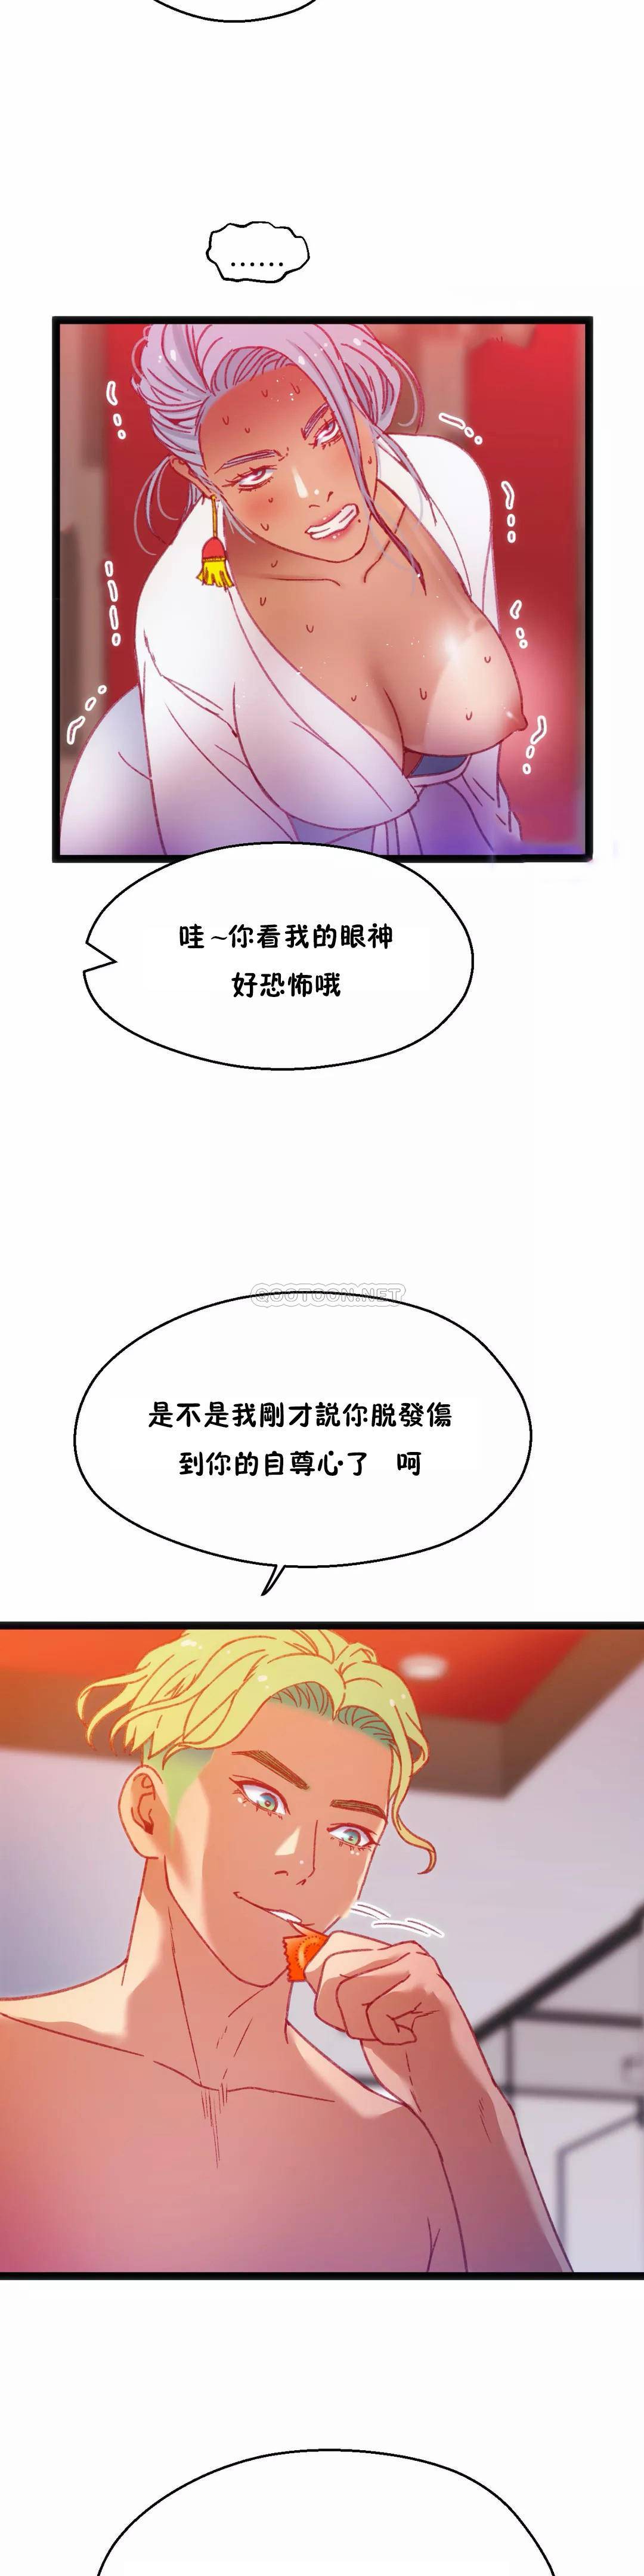 ......
哇~你看我的眼神
好恐怖哦
QOOTOON.NET
是不是我剛才説你脱發傷
到你的自尊心了 呵